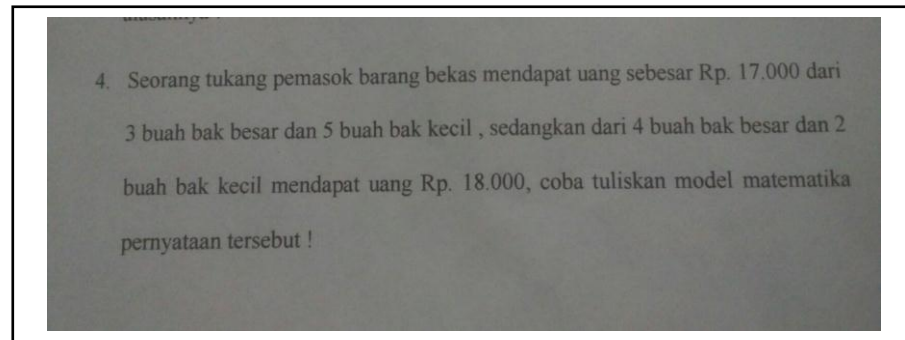 4. Seorang tukang pemasok barang bekas mendapat uang sebesar Rp. 17.000 dari
3 buah bak besar dan 5 buah bak kecil , sedangkan dari 4 buah bak besar dan 2
buah bak kecil mendapat uang Rp. 18.000, coba tuliskan model matematika
pernyataan tersebut !